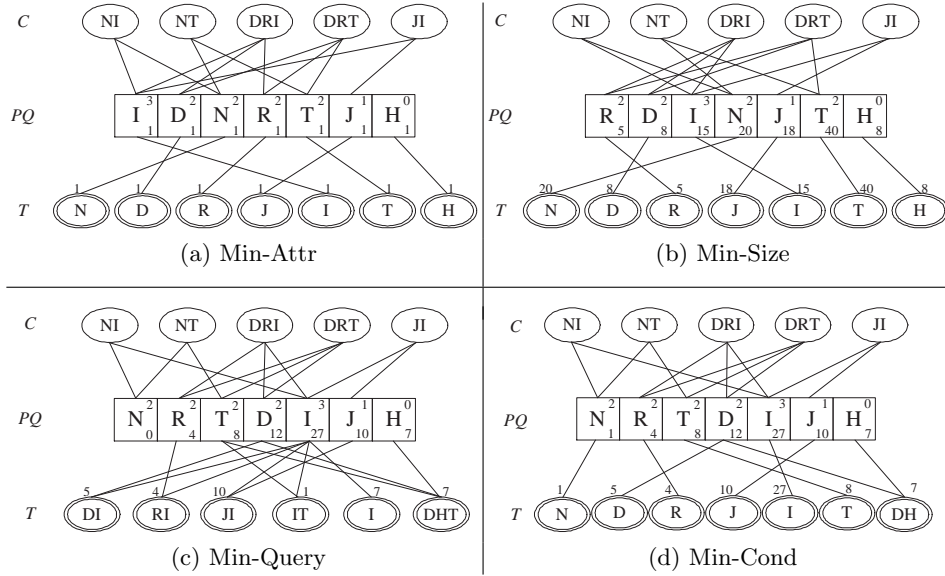 C NI NT DRI DRT JI
PQ I 3 1 D 2 1 N 2 1 R 2 1 T 2 1 J 1 1 H 0 1
1 1 1 1 1 1 1
T N D R J I T H
(a) Min-Attr
C NI NT DRI DRT JI
PQ R 2 5 D 2 8 I 3 15 N 2 20 J 1 18 T 2 40 H 0 8
20 8 5 18 15 40 8
T N D R J I T H
(b) Min-Size
C NI NT DRI DRT JI
PQ N 2 0 R 2 4 T 2 8 D 2 12 I 3 27 J 1 10 H 0 7
5 4 10 1 7 7
T DI RI JI IT I DHT
(c) Min-Query
C NI NT DRI DRT JI
PQ N 2 1 R 2 4 T 2 8 D 2 12 I 3 27 J 1 10 H 0 7
1 5 4 10 27 8 7
T N D R J I T DH
(d) Min-Cond